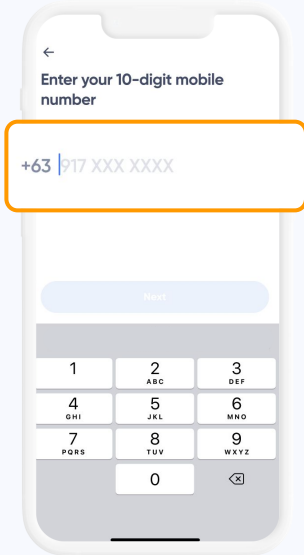 Enter your 10-digit mobile
number
+63 917 XXX XXXX
Next
1 2 3
ABC DEF
4 5 6
GHI JKL MNO
7 8 9
PQRS TUV WXYZ
0